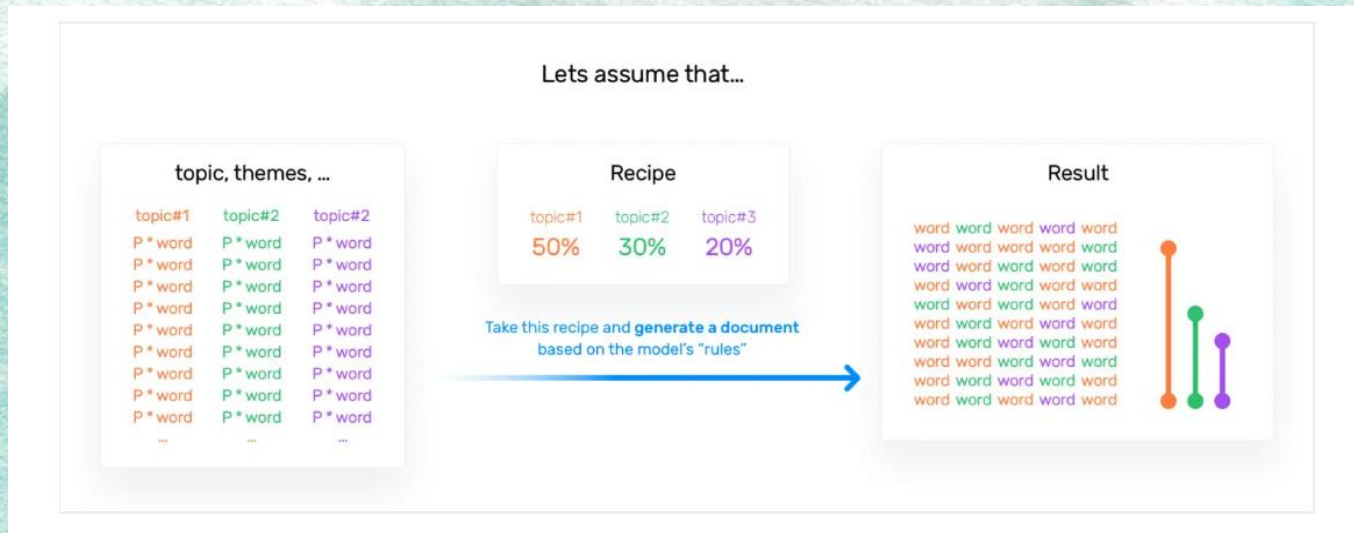 Lets assume that...
topic, themes, ...
topic#1 topic#2 topic#2
P * word P * word P * word
P * word P * word P * word
P * word P * word P * word
P * word P * word P * word
P * word P * word P * word
P * word P * word P * word
P * word P * word P * word
P * word P * word P * word
P * word P * word P * word
... ... ...
Recipe
topic#1 topic#2 topic#3
50% 30% 20%
Take this recipe and generate a document
based on the model's "rules"
Result
word word word word word
word word word word word
word word word word word
word word word word word
word word word word word
word word word word word
word word word word word
word word word word word
word word word word word
word word word word word